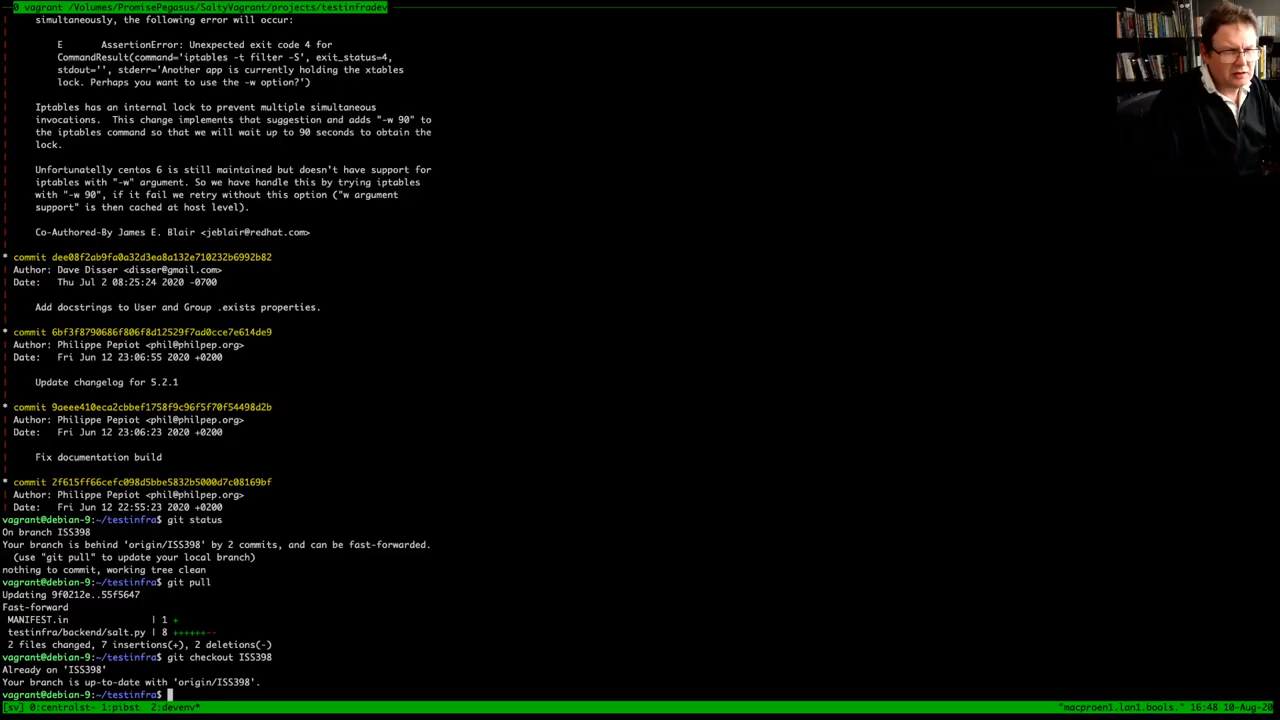 0 vagrant /Volumes/PromisePegasus/SaltyVagrant/projects/testinfradev
simultaneously, the following error will occur:
E AssertionError: Unexpected exit code 4 for
CommandResult(command='iptables -t filter -S', exit_status=4,
stdout='', stderr='Another app is currently holding the xtables
lock. Perhaps you want to use the -w option?')
Iptables has an internal lock to prevent multiple simultaneous
invocations. This change implements that suggestion and adds "-w 90" to
the iptables command so that we will wait up to 90 seconds to obtain the
lock.
Unfortunatelly centos 6 is still maintained but doesn't have support for
iptables with "-w" argument. So we have handle this by trying iptables
with "-w 90", if it fail we retry without this option ("w argument
support" is then cached at host level).
Co-Authored-By James E. Blair <jeblair@redhat.com>
* commit dee08f2ab9fa0a32d3ea8a132e710232b6992b82
| Author: Dave Disser <disser@gmail.com>
| Date: Thu Jul 2 08:25:24 2020 -0700
Add docstrings to User and Group .exists properties.
* commit 6bf3f8790686f806f8d12529f7ad0cce7e614de9
| Author: Philippe Pepiot <phil@philpep.org>
| Date: Fri Jun 12 23:06:55 2020 +0200
Update changelog for 5.2.1
* commit 9aeee410eca2cbbef1758f9c96f5f70f54498d2b
| Author: Philippe Pepiot <phil@philpep.org>
| Date: Fri Jun 12 23:06:23 2020 +0200
Fix documentation build
* commit 2f615ff66cefc098d5bbe5832b5000d7c08169bf
| Author: Philippe Pepiot <phil@philpep.org>
| Date: Fri Jun 12 22:55:23 2020 +0200
vagrant@debian-9:~/testinfra$ git status
On branch ISS398
Your branch is behind 'origin/ISS398' by 2 commits, and can be fast-forwarded.
(use "git pull" to update your local branch)
nothing to commit, working tree clean
vagrant@debian-9:~/testinfra$ git pull
Updating 9f0212e..55f5647
Fast-forward
MANIFEST.in | 1 +
testinfra/backend/salt.py | 8 ++++++--
2 files changed, 7 insertions(+), 2 deletions(-)
vagrant@debian-9:~/testinfra$ git checkout ISS398
Already on 'ISS398'
Your branch is up-to-date with 'origin/ISS398'.
vagrant@debian-9:~/testinfra$
[sv] 0:centralst- 1:pibst 2:devenv* "macproen1.lan1.bools." 16:48 10-Aug-20